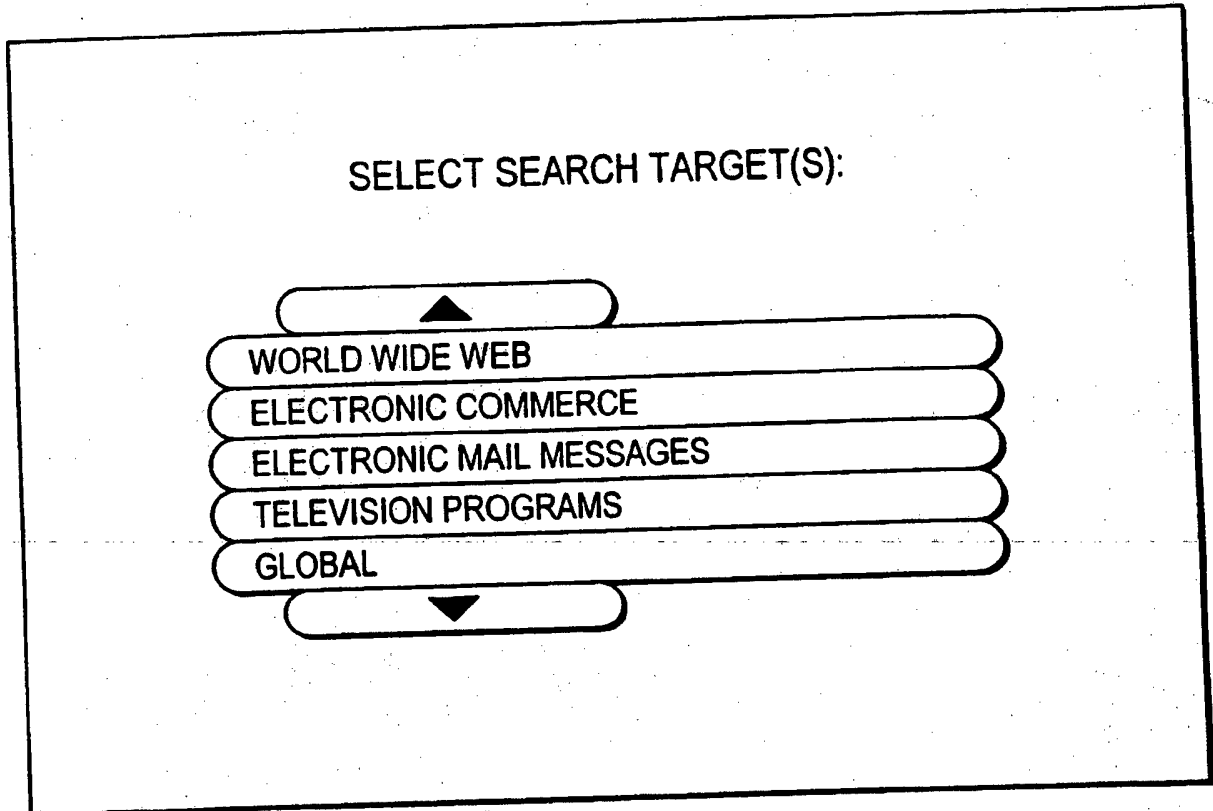 SELECT SEARCH TARGET(S):
WORLD WIDE WEB
ELECTRONIC COMMERCE
ELECTRONIC MAIL MESSAGES
TELEVISION PROGRAMS
GLOBAL